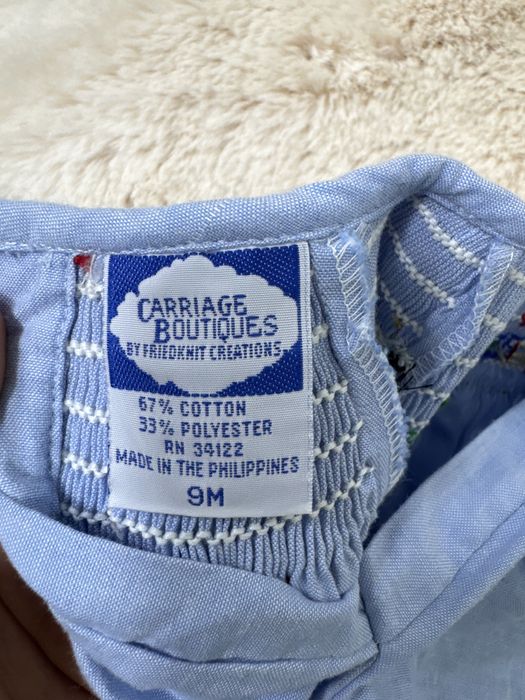 CARRIAGE
BOUTIQUES
BY FRIEDKNIT CREATIONS
67% COTTON
33% POLYESTER
RN 34122
MADE IN THE PHILIPPINES
9M